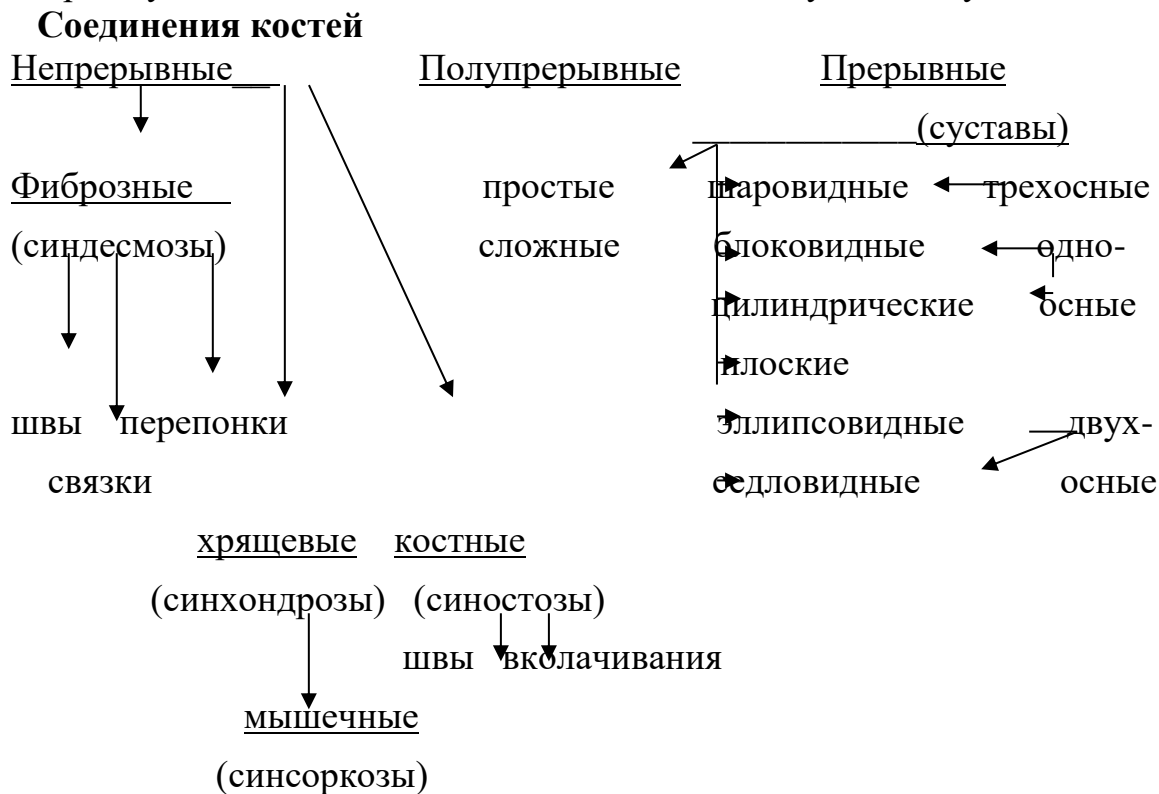 Соединения костей
Непрерывные Полупрерывные Прерывные
(суставы)
Фиброзные простые шаровидные трехосные
(синдесмозы) сложные блоковидные одно-
цилиндрические осные
плоские
швы перепонки эллипсовидные двух-
связки седловидные осные
хрящевые костные
(синхондрозы) (синостозы)
швы вколачивания
мышечные
(синсоркозы)